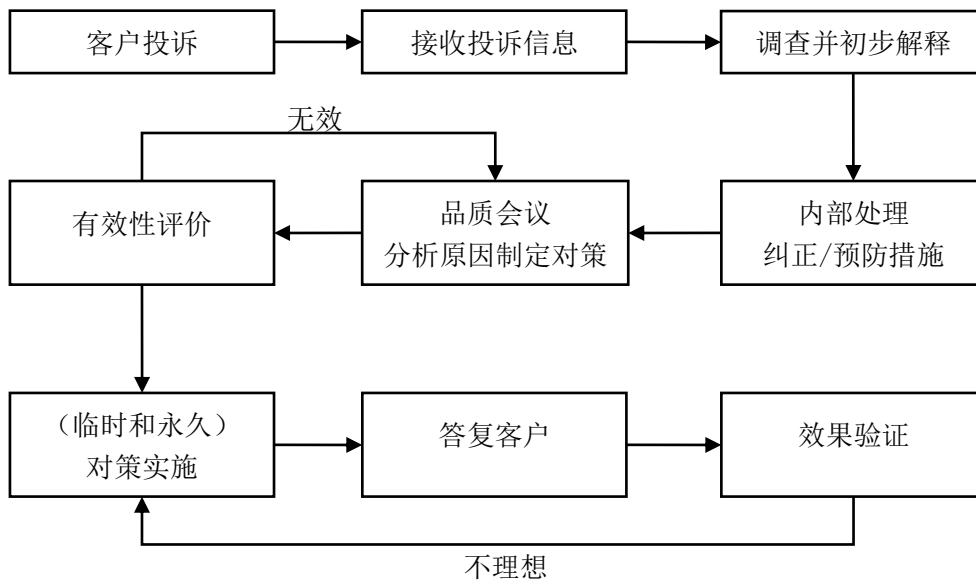 客户投诉
接收投诉信息
调查并初步解释
无效
有效性评价
品质会议
分析原因制定对策
内部处理
纠正/预防措施
（临时和永久）
对策实施
答复客户
效果验证
不理想